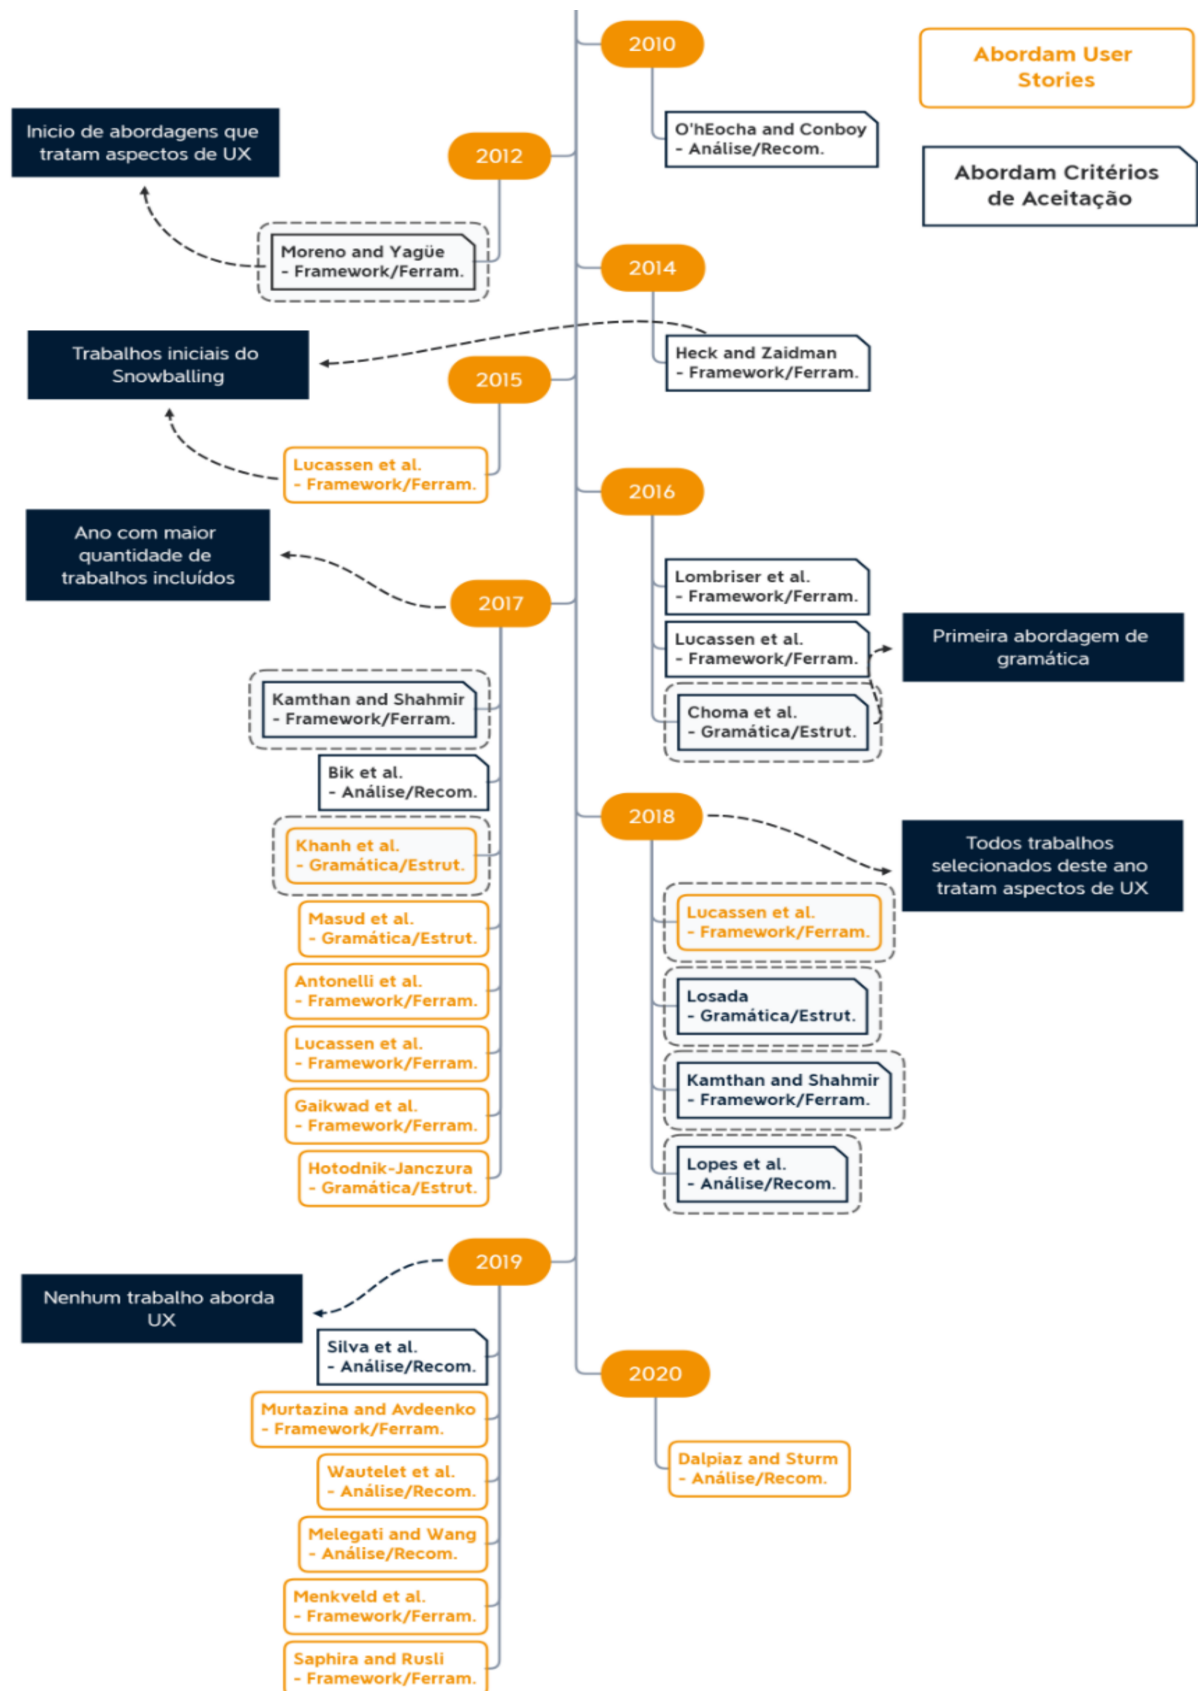 2010
Abordam User
Stories
O'hEocha and Conboy
- Análise/Recom.
Inicio de abordagens que
tratam aspectos de UX
2012
Abordam Critérios
de Aceitação
Moreno and Yagüe
- Framework/Ferram.
2014
Trabalhos iniciais do
Snowballing
Heck and Zaidman
- Framework/Ferram.
2015
Lucassen et al.
- Framework/Ferram.
2016
Ano com maior
quantidade de
trabalhos incluídos
Lombriser et al.
- Framework/Ferram.
2017
Lucassen et al.
- Framework/Ferram.
Primeira abordagem de
gramática
Choma et al.
- Gramática/Estrut.
Kamthan and Shahmir
- Framework/Ferram.
Bik et al.
- Análise/Recom.
Khanh et al.
- Gramática/Estrut.
Masud et al.
- Gramática/Estrut.
Antonelli et al.
- Framework/Ferram.
Lucassen et al.
- Framework/Ferram.
Gaikwad et al.
- Framework/Ferram.
Hotodnik-Janczura
- Gramática/Estrut.
2018
Todos trabalhos
selecionados deste ano
tratam aspectos de UX
Lucassen et al.
- Framework/Ferram.
Losada
- Gramática/Estrut.
Kamthan and Shahmir
- Framework/Ferram.
Lopes et al.
- Análise/Recom.
2019
Nenhum trabalho aborda
UX
Silva et al.
- Análise/Recom.
Murtazina and Avdeenko
- Framework/Ferram.
Wautelet et al.
- Análise/Recom.
Melegati and Wang
- Análise/Recom.
Menkveld et al.
- Framework/Ferram.
Saphira and Rusli
- Framework/Ferram.
2020
Dalpiaz and Sturm
- Análise/Recom.